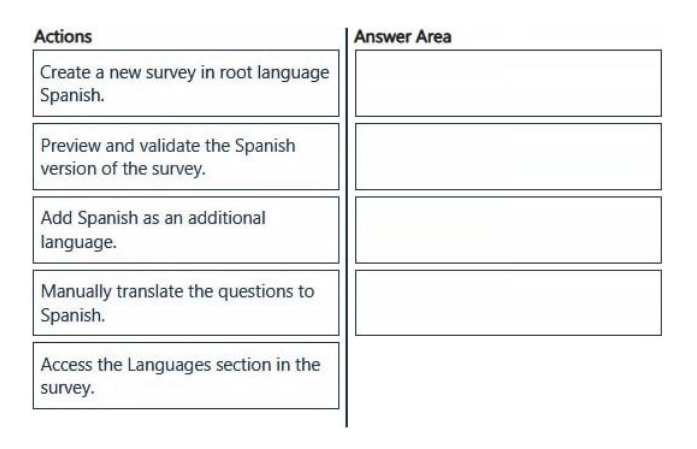 Actions
Answer Area
Create a new survey in root language
Spanish.
Preview and validate the Spanish
version of the survey.
Add Spanish as an additional
language.
Manually translate the questions to
Spanish.
Access the Languages section in the
survey.